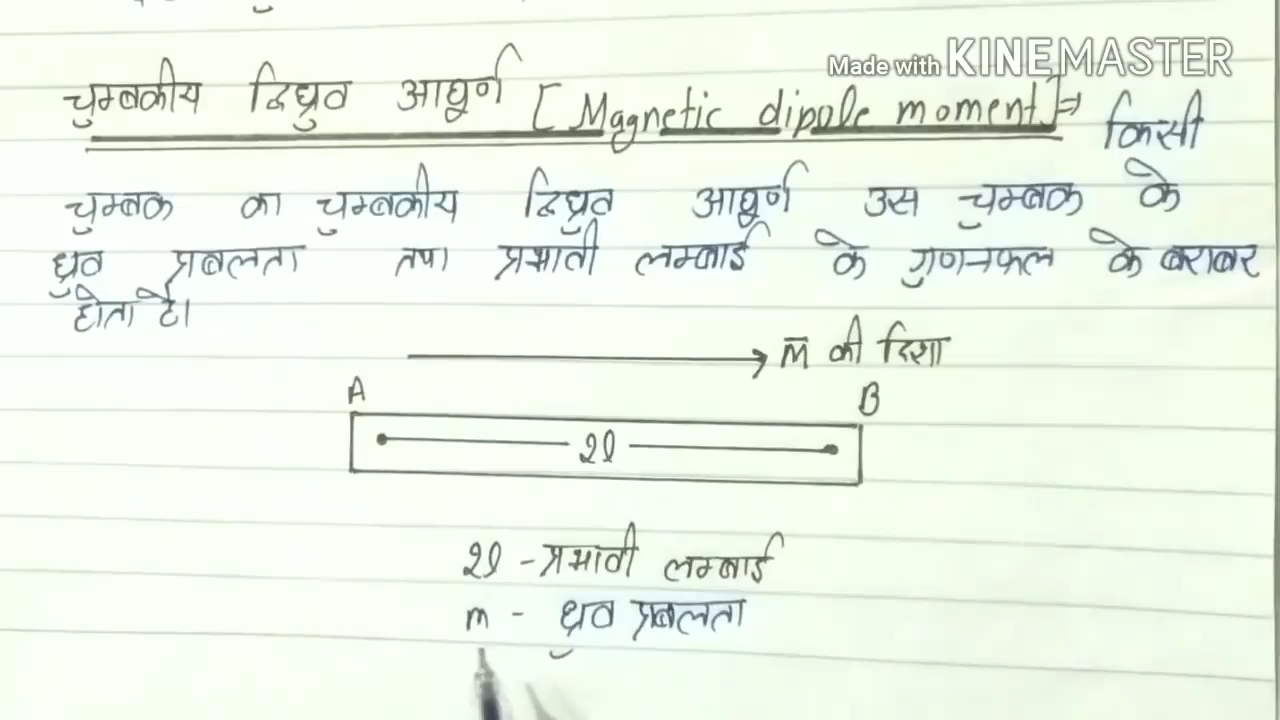 Made with KINEMASTER
चुम्बकीय द्विध्रुव आघूर्ण [Magnetic dipole moment] ⇒ किसी
चुम्बक का चुम्बकीय द्विध्रुव आघूर्ण उस चुम्बक के
ध्रुव प्रबलता तथा प्रभावी लम्बाई के गुणनफल के बराबर
होता है।
m̅ की दिशा
A B
2l
2l - प्रभावी लम्बाई
m - ध्रुव प्रबलता